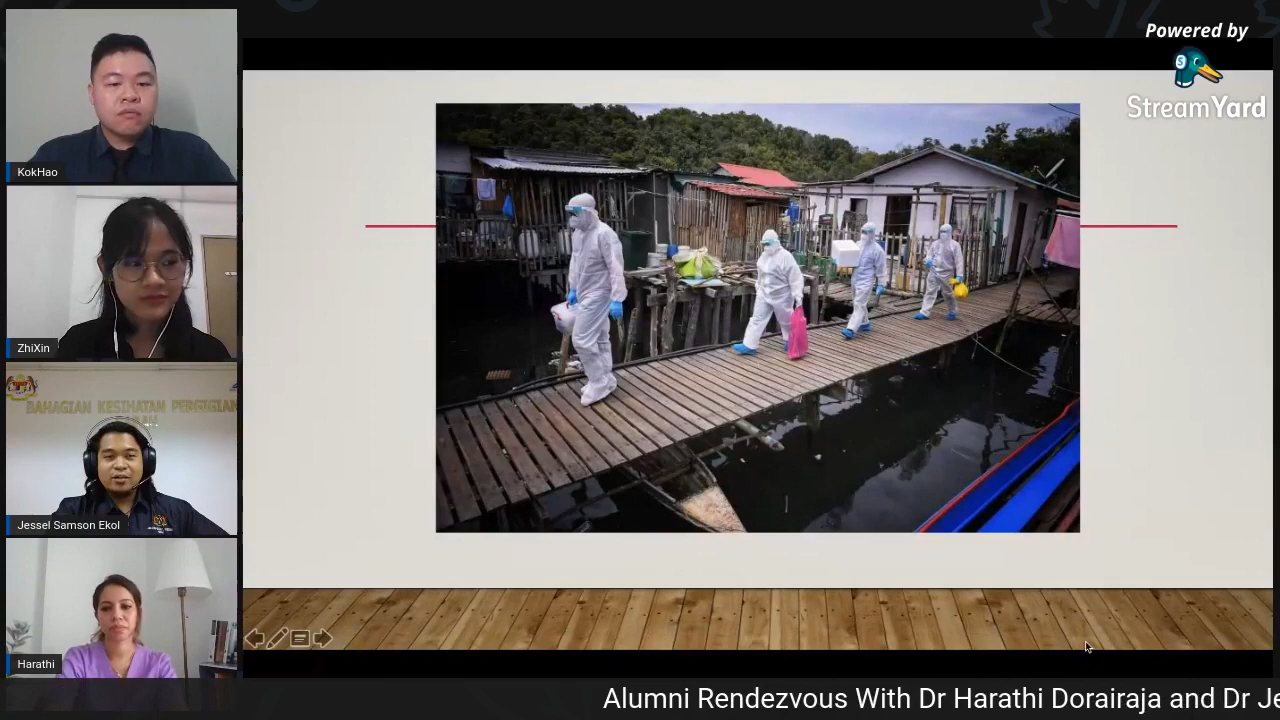 Powered by
StreamYard
KokHao
ZhiXin
BAHAGIAN KESIHATAN PERGIGIAN
Jessel Samson Ekol
Harathi
Alumni Rendezvous With Dr Harathi Dorairaja and Dr Je